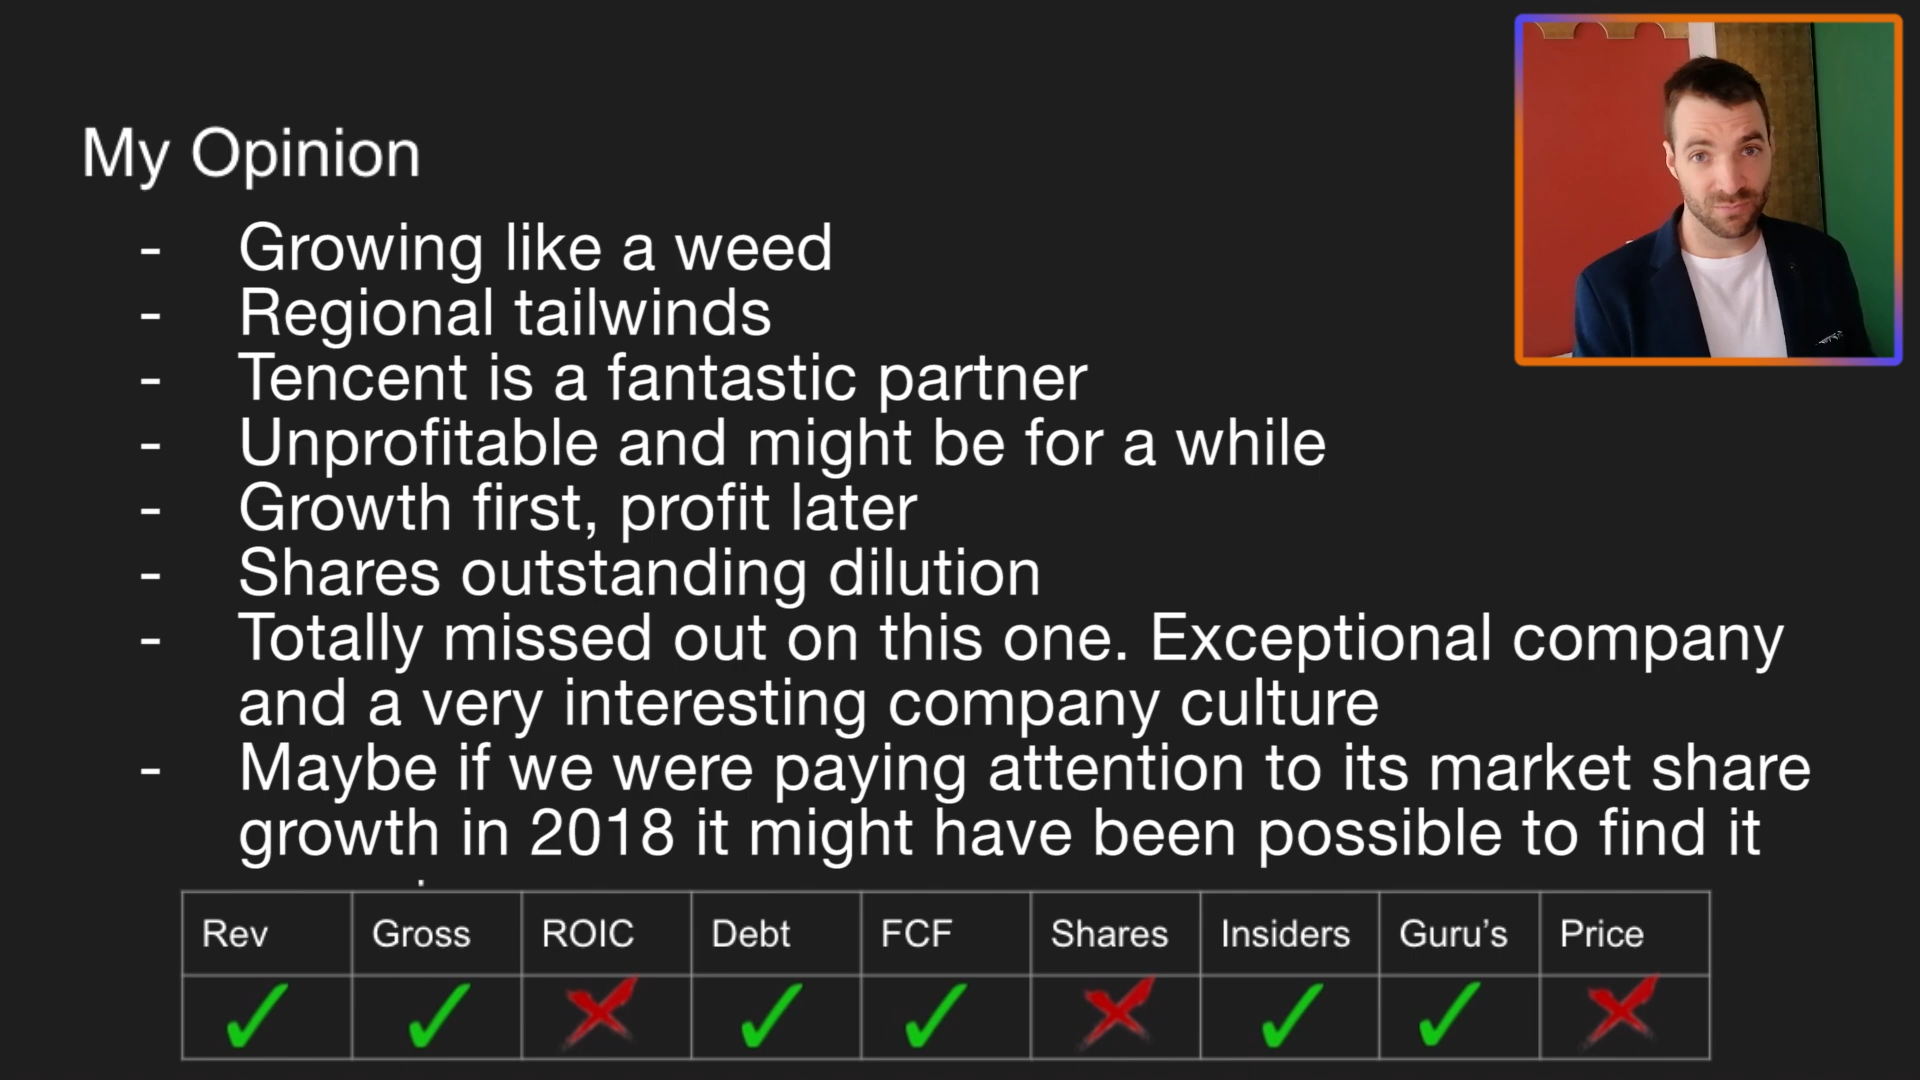 My Opinion
- Growing like a weed
- Regional tailwinds
- Tencent is a fantastic partner
- Unprofitable and might be for a while
- Growth first, profit later
- Shares outstanding dilution
- Totally missed out on this one. Exceptional company
and a very interesting company culture
- Maybe if we were paying attention to its market share
growth in 2018 it might have been possible to find it
Rev Gross ROIC Debt FCF Shares Insiders Guru’s Price